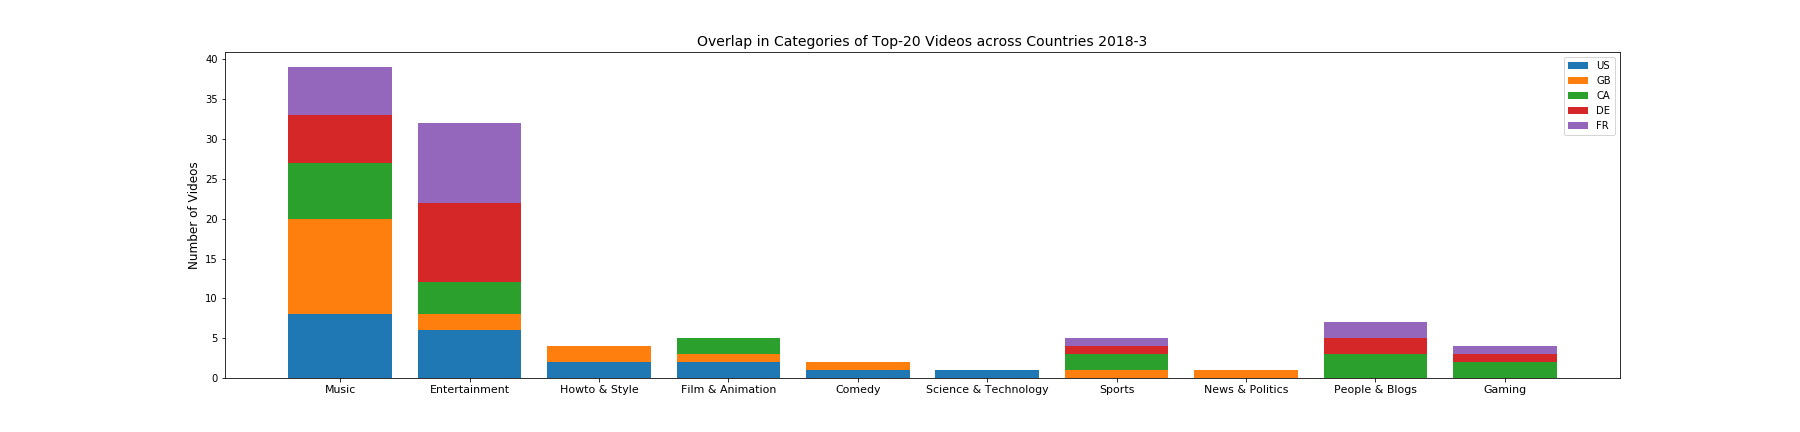 Overlap in Categories of Top-20 Videos across Countries 2018-3
Number of Videos
40
35
30
25
20
15
10
5
0
US
GB
CA
DE
FR
Music Entertainment Howto & Style Film & Animation Comedy Science & Technology Sports News & Politics People & Blogs Gaming